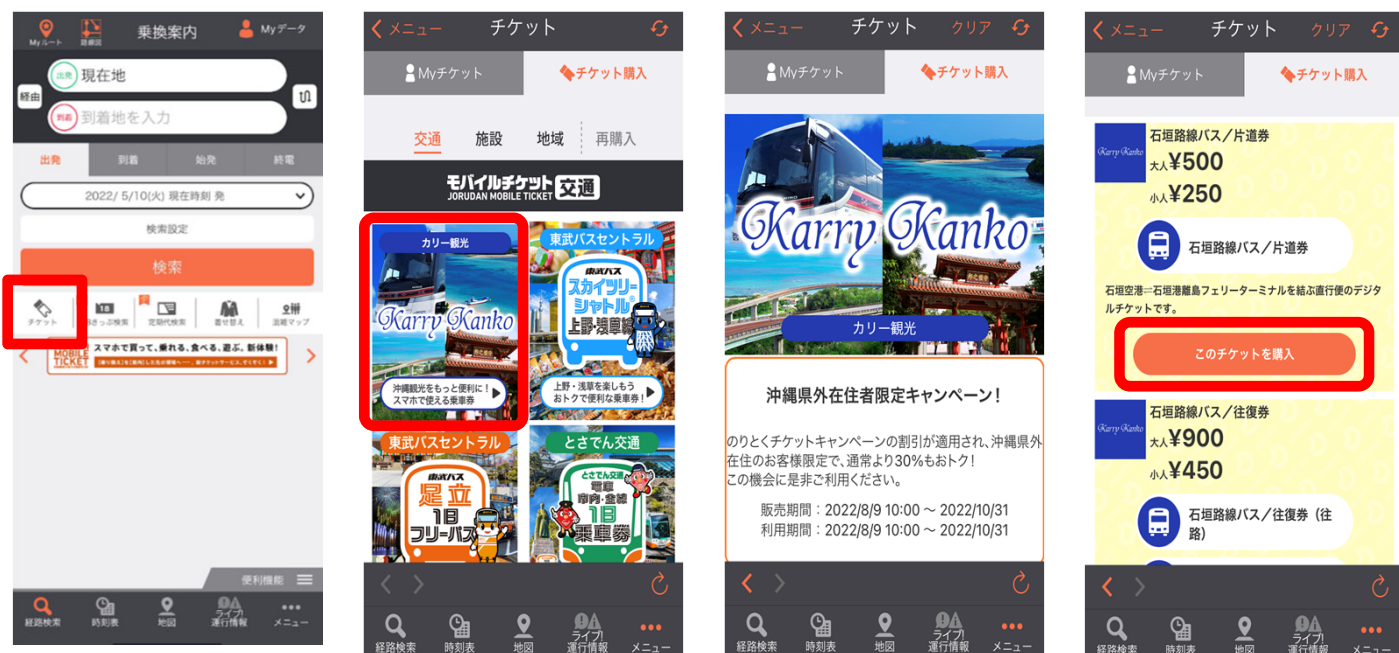 Myルート
路線図
乗換案内
Myデータ
出発
現在地
経由
到着
到着地を入力
出発
到着
始発
終電
2022/ 5/10(火) 現在時刻 発
検索設定
検索
チケット
定期代検索
着せ替え
混雑マップ
MOBILE TICKET
スマホで買って、乗れる、食べる、遊ぶ。新体験!
便利機能
経路検索
時刻表
地図
ライブ!
運行情報
メニュー
メニュー
チケット
Myチケット
チケット購入
交通
施設
地域
再購入
モバイルチケット 交通
JORUDAN MOBILE TICKET
カリー観光
Karry Kanko
沖縄観光をもっと便利に!
スマホで使える乗車券
東武バスセントラル
東武バス
スカイツリー
シャトル®
上野・浅草線
上野・浅草を楽しもう
おトクで便利な乗車券!
東武バスセントラル
東武バス
足立
1日
フリーパス
とさでん交通
とさでん交通
電車
市内・全線
1日
乗車券
経路検索
時刻表
地図
ライブ!
運行情報
メニュー
メニュー
チケット
クリア
Myチケット
チケット購入
Karry Kanko
カリー観光
沖縄県外在住者限定キャンペーン!
のりとくチケットキャンペーンの割引が適用され、沖縄県外
在住のお客様限定で、通常より30%もおトク!
この機会に是非ご利用ください。
販売期間:2022/8/9 10:00 ~ 2022/10/31
利用期間:2022/8/9 10:00 ~ 2022/10/31
経路検索
時刻表
地図
ライブ!
運行情報
メニュー
メニュー
チケット
クリア
Myチケット
チケット購入
Karry Kanko
石垣路線バス/片道券
大人¥500
小人¥250
石垣路線バス/片道券
石垣空港⇔石垣港離島フェリーターミナルを結ぶ直行便のデジタ
ルチケットです。
このチケットを購入
Karry Kanko
石垣路線バス/往復券
大人¥900
小人¥450
石垣路線バス/往復券(往
路)
経路検索
時刻表
地図
ライブ!
運行情報
メニュー